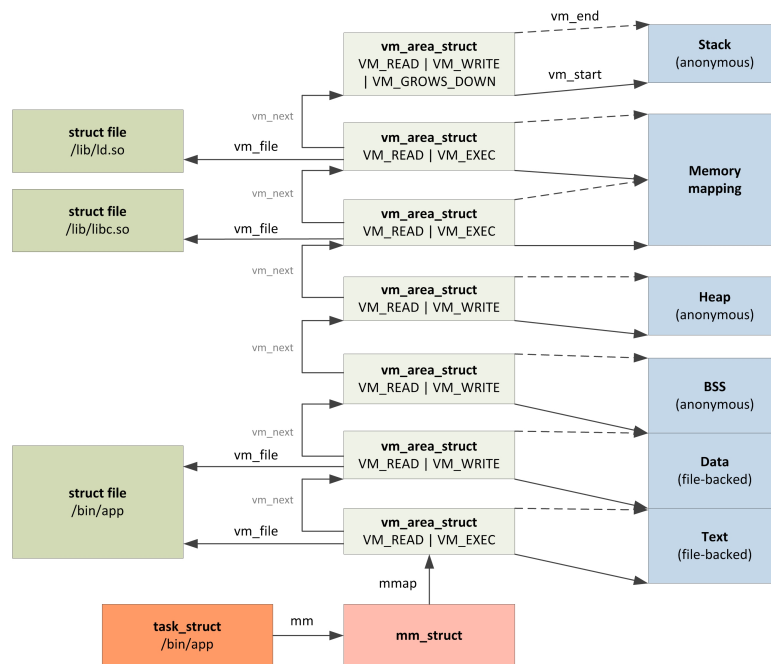 vm_end
vm_area_struct
VM_READ | VM_WRITE
| VM_GROWS_DOWN
Stack
(anonymous)
vm_start
vm_next
struct file
/lib/ld.so
vm_file
vm_area_struct
VM_READ | VM_EXEC
Memory
mapping
vm_next
struct file
/lib/libc.so
vm_file
vm_area_struct
VM_READ | VM_EXEC
vm_next
vm_area_struct
VM_READ | VM_WRITE
Heap
(anonymous)
vm_next
vm_area_struct
VM_READ | VM_WRITE
BSS
(anonymous)
vm_next
vm_file
vm_area_struct
VM_READ | VM_WRITE
Data
(file-backed)
struct file
/bin/app
vm_next
vm_file
vm_area_struct
VM_READ | VM_EXEC
Text
(file-backed)
mmap
task_struct
/bin/app
mm
mm_struct